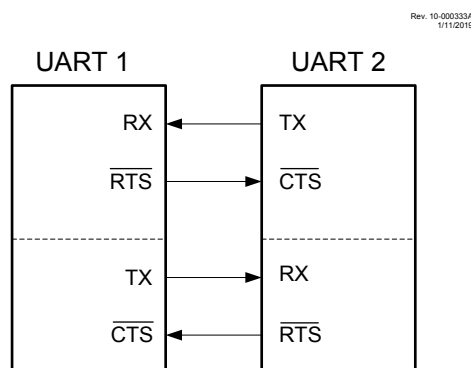 Rev. 10-000333A
1/11/2019
UART 1 UART 2
RX TX
RTS CTS
TX RX
CTS RTS